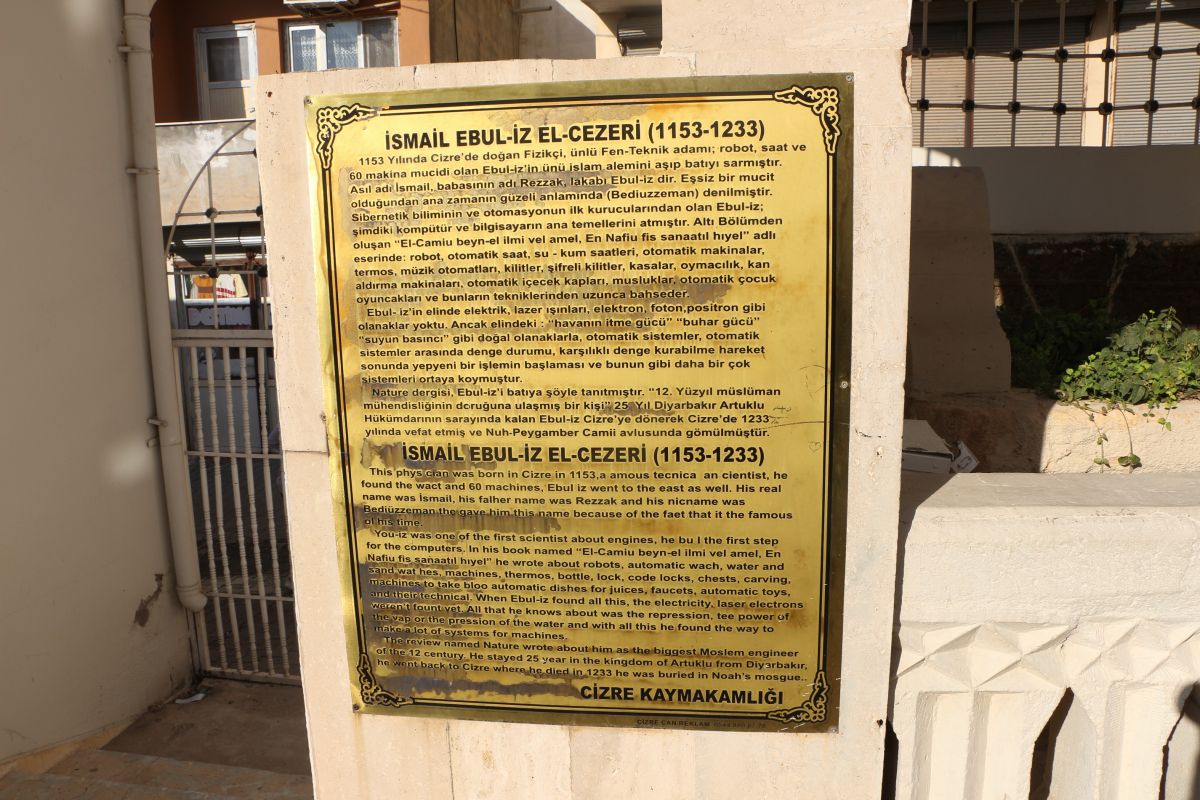 İSMAİL EBUL-İZ EL-CEZERİ (1153-1233)
1153 Yılında Cizre'de doğan Fizikçi, ünlü Fen-Teknik adamı; robot, saat ve
60 makina mucidi olan Ebul-iz'in ünü islam alemini aşıp batıyı sarmıştır.
Asıl adı İsmail, babasının adı Rezzak, lakabı Ebul-iz dir. Eşsiz bir mucit
olduğundan ana zamanın güzeli anlamında (Bediuzzeman) denilmiştir.
Sibernetik biliminin ve otomasyonun ilk kurucularından olan Ebul-iz;
şimdiki kompütür ve bilgisayarın ana temellerini atmıştır. Altı Bölümden
oluşan "El-Camiu beyn-el ilmi vel amel, En Nafiu fis sanaatıl hıyel" adlı
eserinde: robot, otomatik saat, su - kum saatleri, otomatik makinalar,
termos, müzik otomatları, kilitler, şifreli kilitler, kasalar, oymacılık, kan
aldırma makinaları, otomatik içecek kapları, musluklar, otomatik çocuk
oyuncakları ve bunların tekniklerinden uzunca bahseder.
Ebul- iz'in elinde elektrik, lazer ışınları, elektron, foton,positron gibi
olanaklar yoktu. Ancak elindeki : "havanın itme gücü" "buhar gücü"
"suyun basıncı" gibi doğal olanaklarla, otomatik sistemler, otomatik
sistemler arasında denge durumu, karşılıklı denge kurabilme hareket
sonunda yepyeni bir işlemin başlaması ve bunun gibi daha bir çok
sistemleri ortaya koymuştur.
Nature dergisi, Ebul-iz'i batıya şöyle tanıtmıştır. "12. Yüzyıl müslüman
mühendisliğinin doruğuna ulaşmış bir kişi" 25 Yıl Diyarbakır Artuklu
Hükümdarının sarayında kalan Ebul-iz Cizre'ye dönerek Cizre'de 1233
yılında vefat etmiş ve Nuh-Peygamber Camii avlusunda gömülmüştür.
İSMAİL EBUL-İZ EL-CEZERİ (1153-1233)
This phys cian was born in Cizre in 1153,a amous tecnica an cientist, he
found the wact and 60 machines, Ebul iz went to the east as well. His real
name was İsmail, his falher name was Rezzak and his nicname was
Bediüzzeman the gave him this name because of the faet that it the famous
of his time.
You-iz was one of the first scientist about engines, he bu l the first step
for the computers. In his book named "El-Camiu beyn-el ilmi vel amel, En
Nafiu fis sanaatıl hıyel" he wrote about robots, automatic wach, water and
sand wat hes, machines, thermos, bottle, lock, code locks, chests, carving,
machines to take bloo automatic dishes for juices, faucets, automatic toys,
and their technical. When Ebul-iz found all this, the electricity, laser electrons
weren't fount yet. All that he knows about was the repression, tee power of
the vap or the pression of the water and with all this he found the way to
make a lot of systems for machines.
The review named Nature wrote about him as the biggest Moslem engineer
of the 12 century. He stayed 25 year in the kingdom of Artuklu from Diyarbakır,
he went back to Cizre where he died in 1233 he was buried in Noah's mosgue..
CİZRE KAYMAKAMLIĞI
CİZRE CAN REKLAM